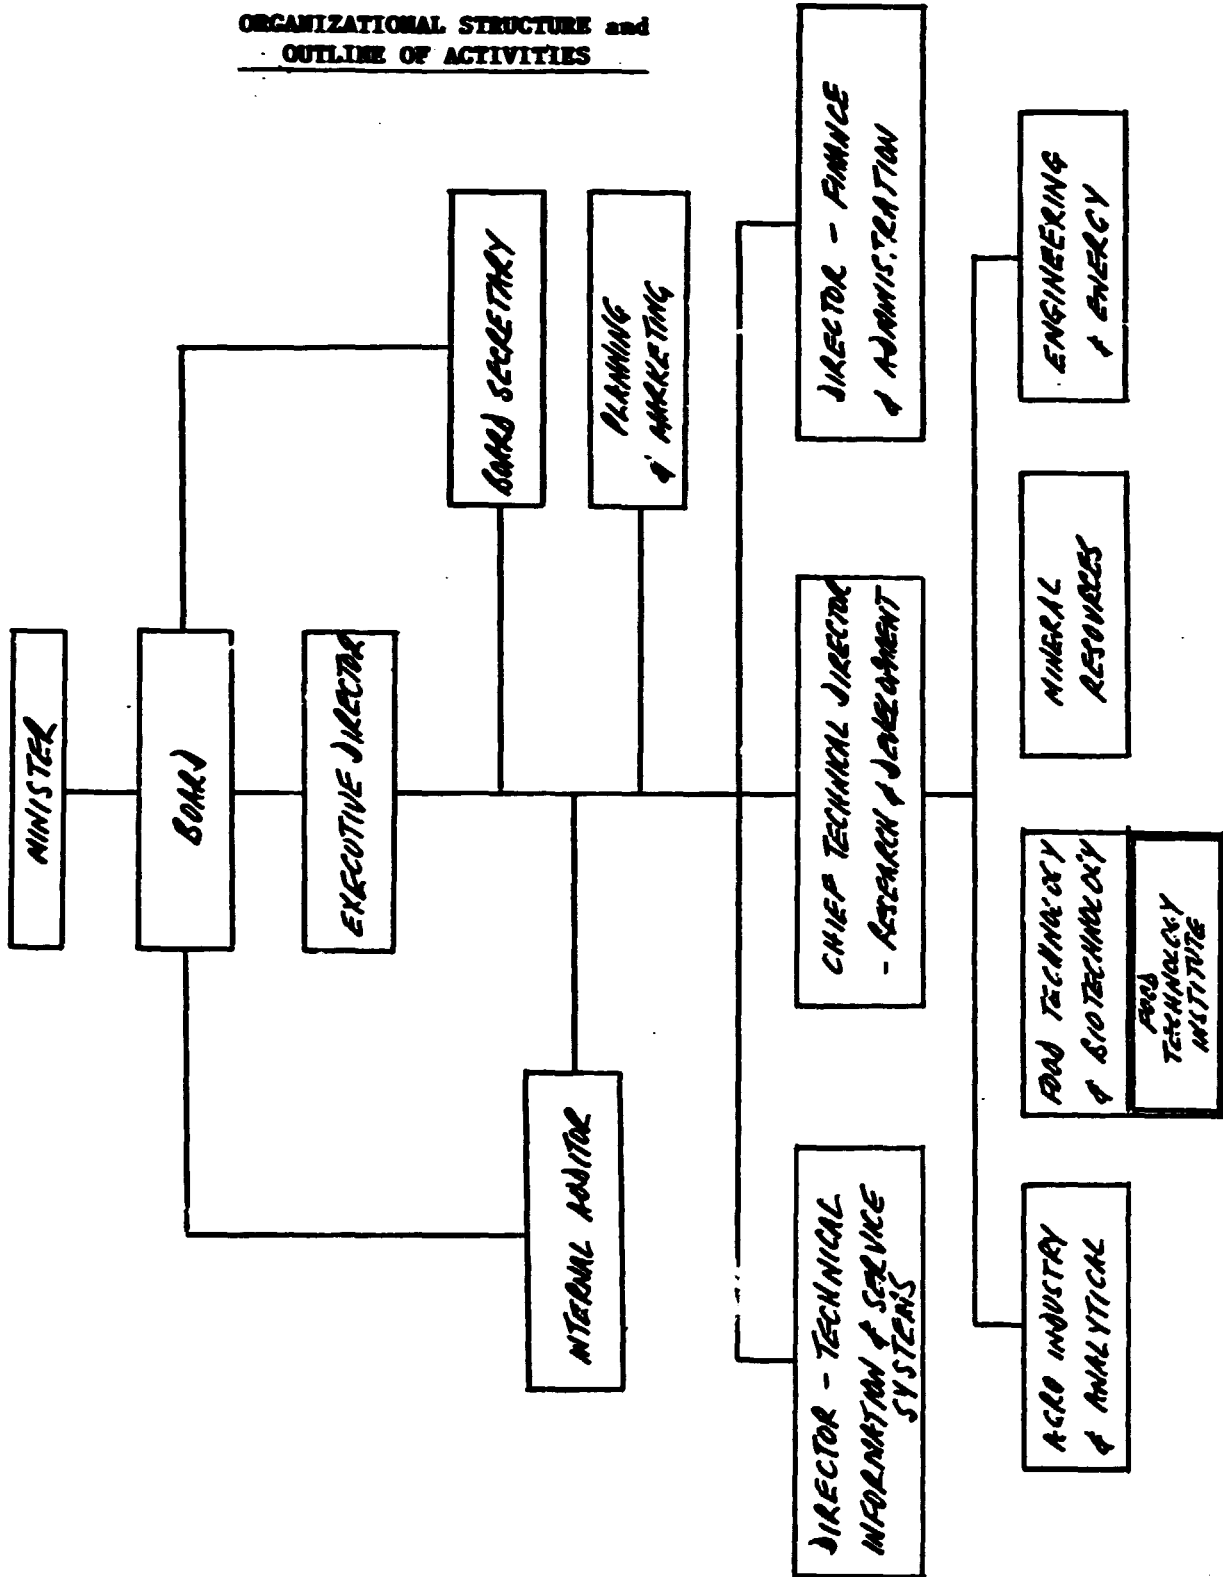 ORGANIZATIONAL STRUCTURE and
OUTLINE OF ACTIVITIES
MINISTER
BOARD
EXECUTIVE DIRECTOR
BOARD SECRETARY
INTERNAL AUDITOR
PLANNING
& MARKETING
DIRECTOR - TECHNICAL
INFORMATION & SERVICE
SYSTEMS
CHIEF TECHNICAL DIRECTOR
- RESEARCH & DEVELOPMENT
DIRECTOR - FINANCE
& ADMINISTRATION
AGRO INDUSTRY
& ANALYTICAL
FOOD TECHNOLOGY
& BIOTECHNOLOGY
FOOD
TECHNOLOGY
INSTITUTE
MINERAL
RESOURCES
ENGINEERING
& ENERGY